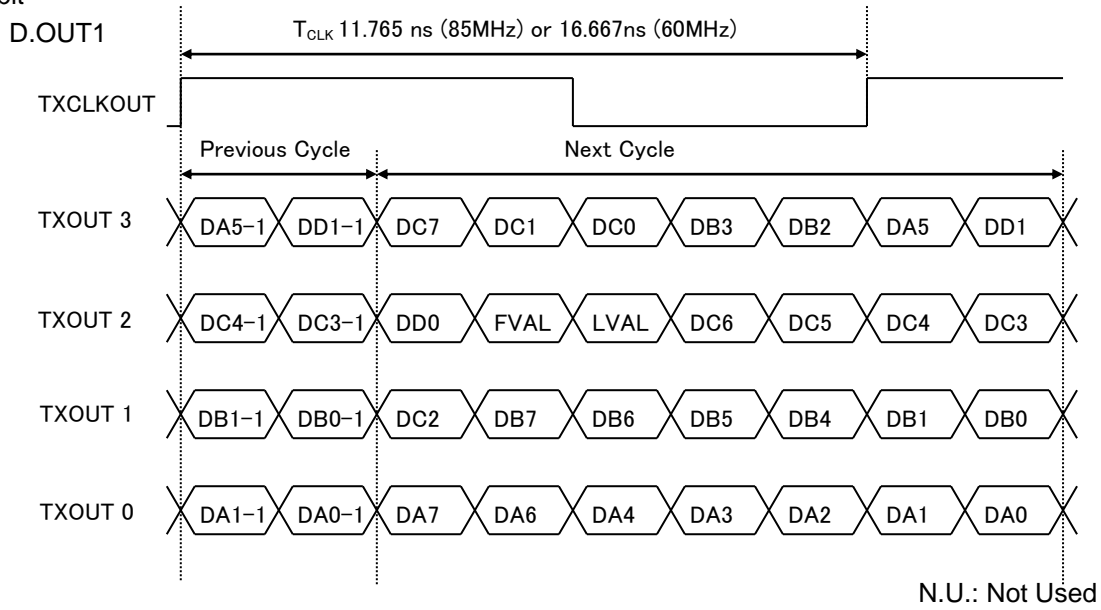 D.OUT1
TCLK 11.765 ns (85MHz) or 16.667ns (60MHz)
TXCLKOUT
Previous Cycle Next Cycle
TXOUT 3 DA5-1 DD1-1 DC7 DC1 DC0 DB3 DB2 DA5 DD1
TXOUT 2 DC4-1 DC3-1 DD0 FVAL LVAL DC6 DC5 DC4 DC3
TXOUT 1 DB1-1 DB0-1 DC2 DB7 DB6 DB5 DB4 DB1 DB0
TXOUT 0 DA1-1 DA0-1 DA7 DA6 DA4 DA3 DA2 DA1 DA0
N.U.: Not Used